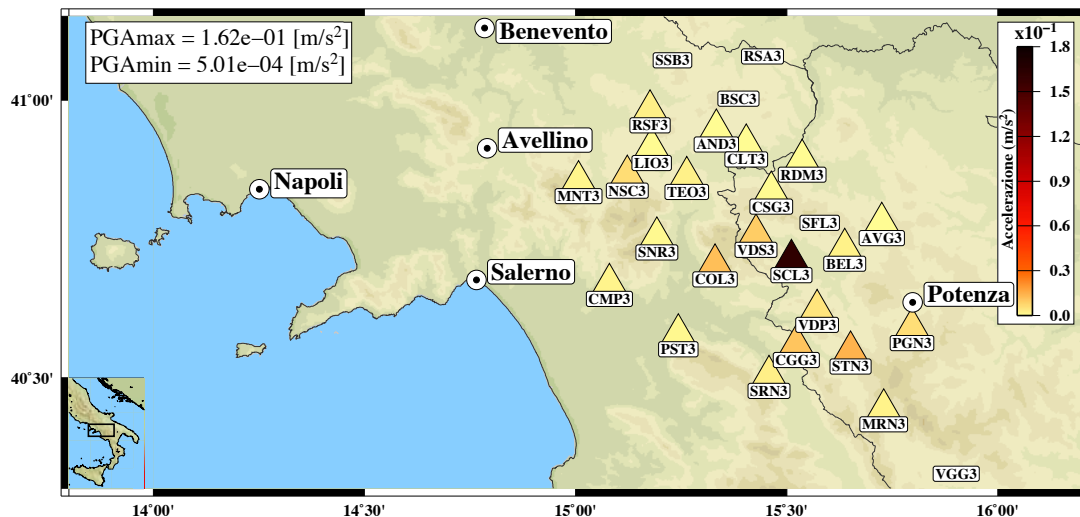 PGAmax = 1.62e−01 [m/s²]
PGAmin = 5.01e−04 [m/s²]
Benevento
Avellino
Napoli
Salerno
Potenza
SSB3
RSA3
BSC3
RSF3
AND3
LIO3
CLT3
RDM3
MNT3
NSC3
TEO3
CSG3
SFL3
AVG3
SNR3
VDS3
BEL3
COL3
SCL3
CMP3
VDP3
PST3
CGG3
STN3
PGN3
SRN3
MRN3
VGG3
x10⁻¹
1.8
1.5
1.2
0.9
0.6
0.3
0.0
Accelerazione (m/s²)
41°00'
40°30'
14°00'
14°30'
15°00'
15°30'
16°00'